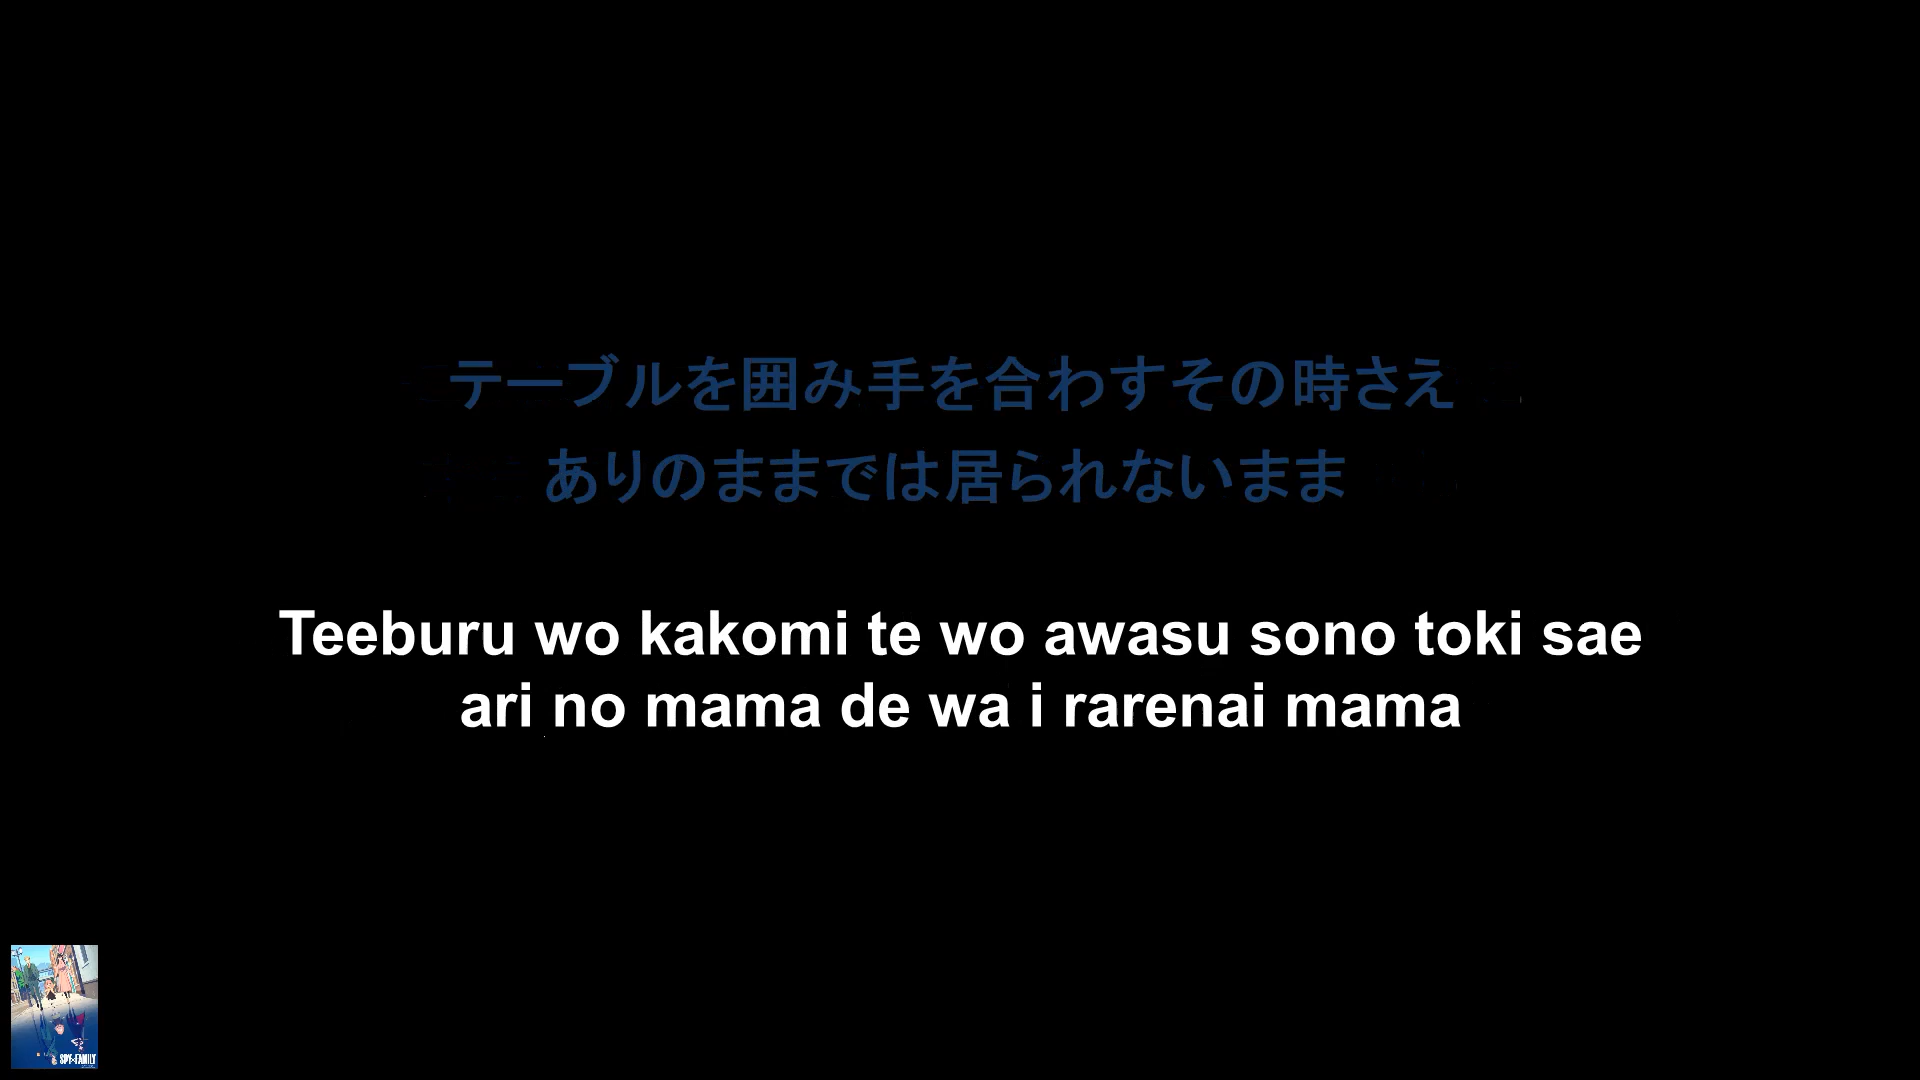 テーブルを囲み手を合わすその時さえ
ありのままでは居られないまま
Teeburu wo kakomi te wo awasu sono toki sae
ari no mama de wa i rarenai mama
SPY×FAMILY